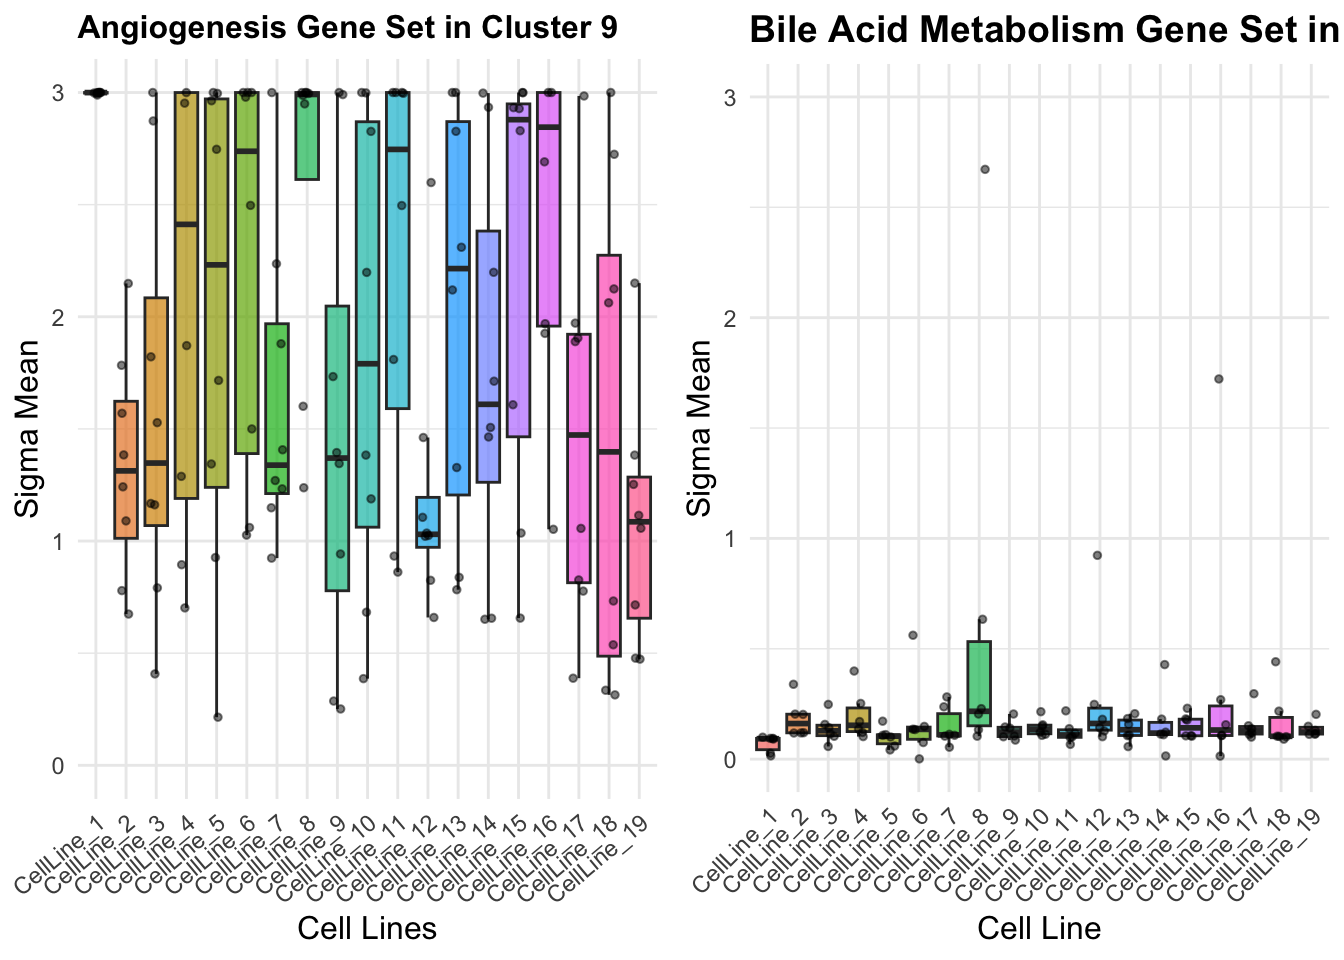 Angiogenesis Gene Set in Cluster 9
Sigma Mean
3
2
1
0
CellLine_1
CellLine_2
CellLine_3
CellLine_4
CellLine_5
CellLine_6
CellLine_7
CellLine_8
CellLine_9
CellLine_10
CellLine_11
CellLine_12
CellLine_13
CellLine_14
CellLine_15
CellLine_16
CellLine_17
CellLine_18
CellLine_19
Cell Lines
Bile Acid Metabolism Gene Set in
Sigma Mean
3
2
1
0
CellLine_1
CellLine_2
CellLine_3
CellLine_4
CellLine_5
CellLine_6
CellLine_7
CellLine_8
CellLine_9
CellLine_10
CellLine_11
CellLine_12
CellLine_13
CellLine_14
CellLine_15
CellLine_16
CellLine_17
CellLine_18
CellLine_19
Cell Line